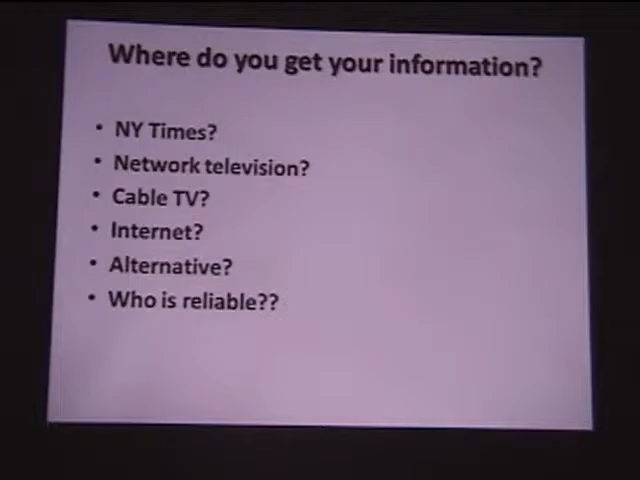 Where do you get your information?
• NY Times?
• Network television?
• Cable TV?
• Internet?
• Alternative?
• Who is reliable??